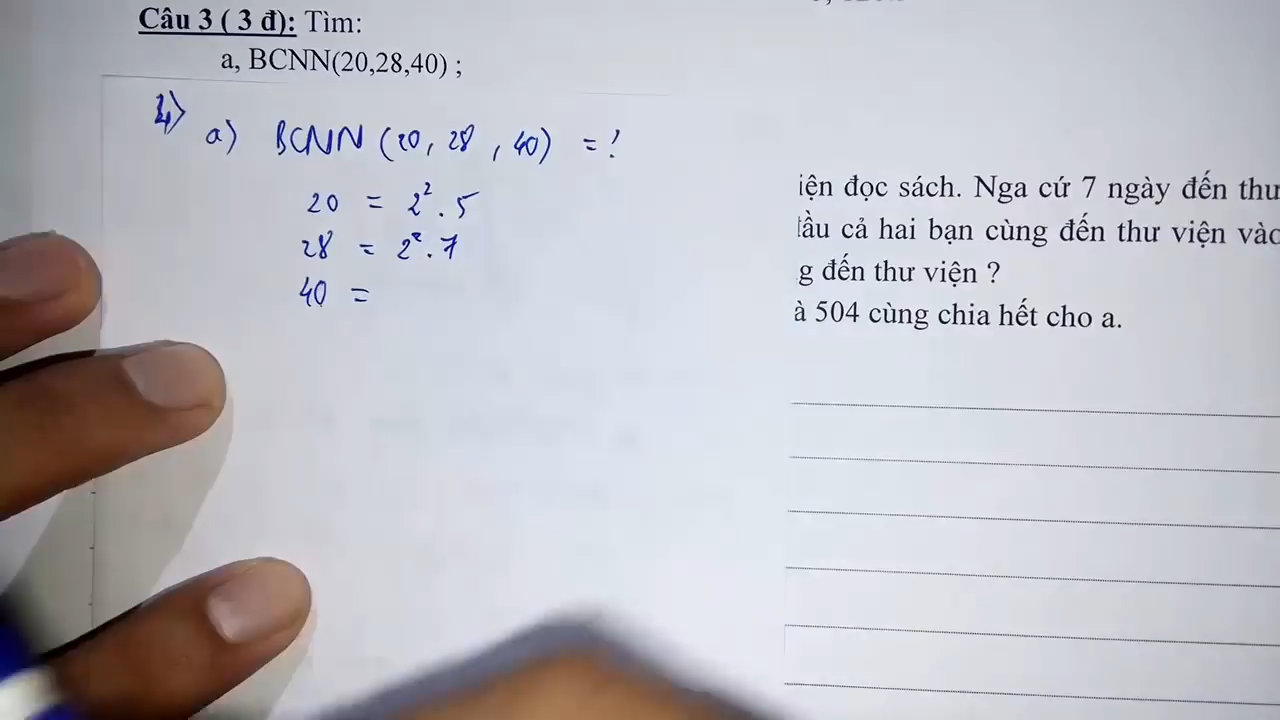 Câu 3 ( 3 đ): Tìm:
a, BCNN(20,28,40) ;
a) BCNN (20, 28, 40) = ?
20 = 2². 5
28 = 2². 7
40 =
iện đọc sách. Nga cứ 7 ngày đến thư
ầu cả hai bạn cùng đến thư viện vào
g đến thư viện ?
à 504 cùng chia hết cho a.